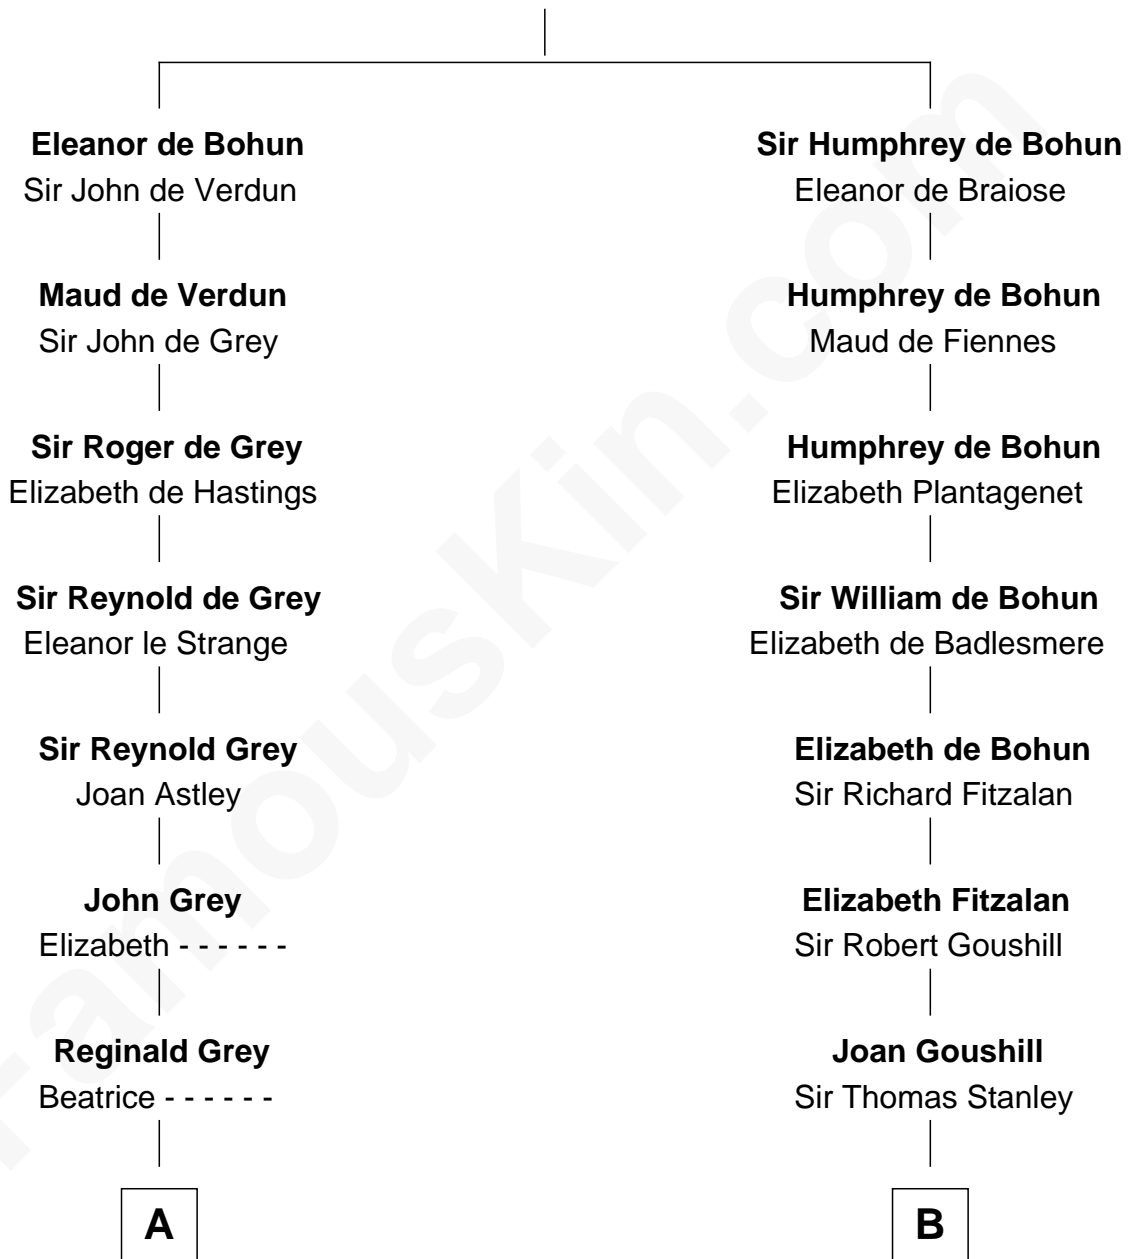 Eleanor de Bohun
Sir John de Verdun
Maud de Verdun
Sir John de Grey
Sir Roger de Grey
Elizabeth de Hastings
Sir Reynold de Grey
Eleanor le Strange
Sir Reynold Grey
Joan Astley
John Grey
Elizabeth - - - - - -
Reginald Grey
Beatrice - - - - - -
A
Sir Humphrey de Bohun
Eleanor de Braiose
Humphrey de Bohun
Maud de Fiennes
Humphrey de Bohun
Elizabeth Plantagenet
Sir William de Bohun
Elizabeth de Badlesmere
Elizabeth de Bohun
Sir Richard Fitzalan
Elizabeth Fitzalan
Sir Robert Goushill
Joan Goushill
Sir Thomas Stanley
B
FamousKin.com